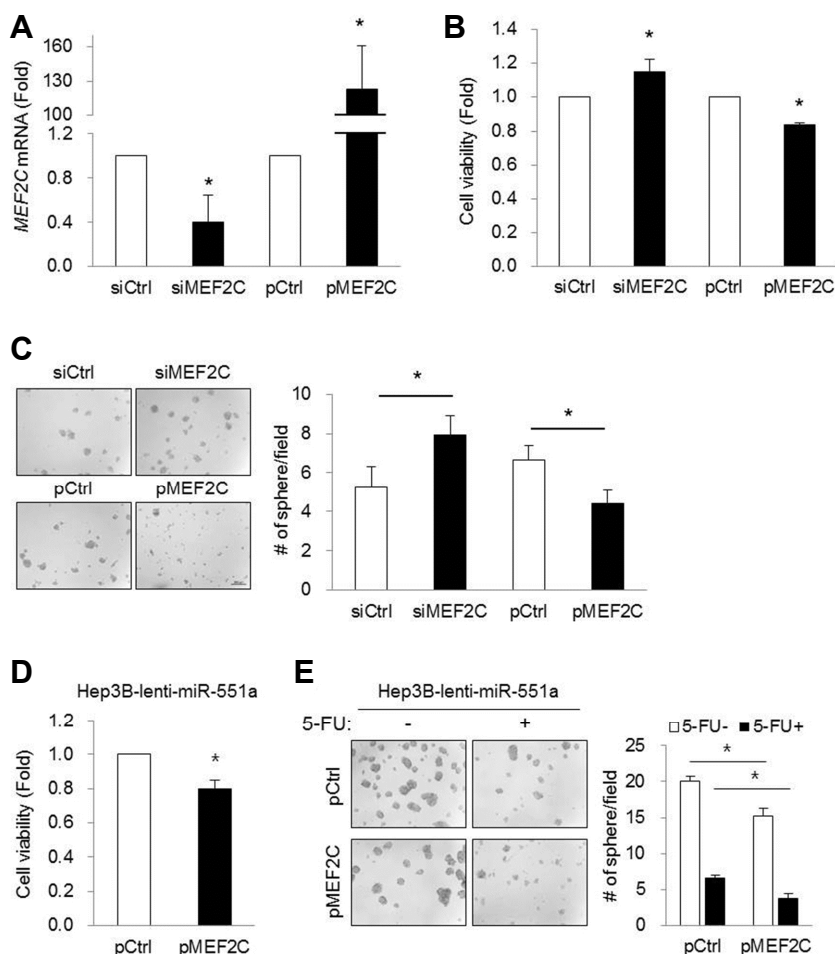 A
MEF2C mRNA (Fold)
160
130
100
1.2
0.8
0.4
0.0
*
*
siCtrl siMEF2C pCtrl pMEF2C
B
Cell viability (Fold)
1.4
1.2
1.0
0.8
0.6
0.4
0.2
0.0
*
*
siCtrl siMEF2C pCtrl pMEF2C
C
siCtrl siMEF2C
pCtrl pMEF2C
# of sphere/field
10
8
6
4
2
0
*
*
siCtrl siMEF2C pCtrl pMEF2C
D
Hep3B-lenti-miR-551a
Cell viability (Fold)
1.2
1.0
0.8
0.6
0.4
0.2
0.0
*
pCtrl pMEF2C
E
Hep3B-lenti-miR-551a
5-FU: - +
pCtrl
pMEF2C
5-FU- 5-FU+
# of sphere/field
25
20
15
10
5
0
*
*
pCtrl pMEF2C